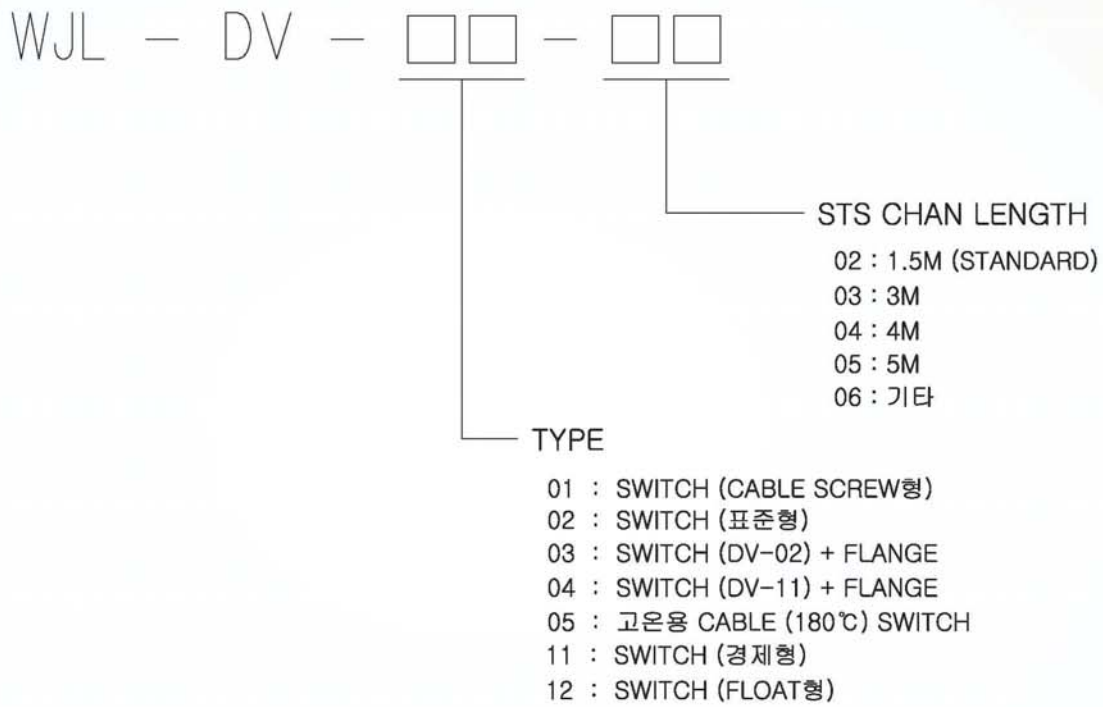 WJL - DV - □□ - □□
STS CHAN LENGTH
02 : 1.5M (STANDARD)
03 : 3M
04 : 4M
05 : 5M
06 : 기타
TYPE
01 : SWITCH (CABLE SCREW형)
02 : SWITCH (표준형)
03 : SWITCH (DV-02) + FLANGE
04 : SWITCH (DV-11) + FLANGE
05 : 고온용 CABLE (180℃) SWITCH
11 : SWITCH (경제형)
12 : SWITCH (FLOAT형)